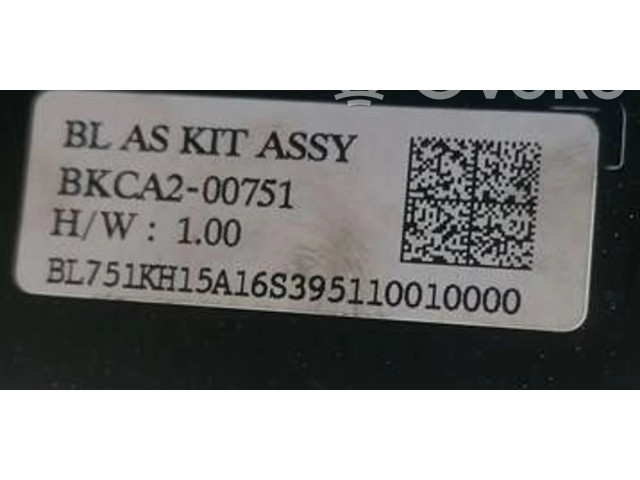 BL AS KIT ASSY
BKCA2-00751
H/W : 1.00
BL751KH15A16S395110010000